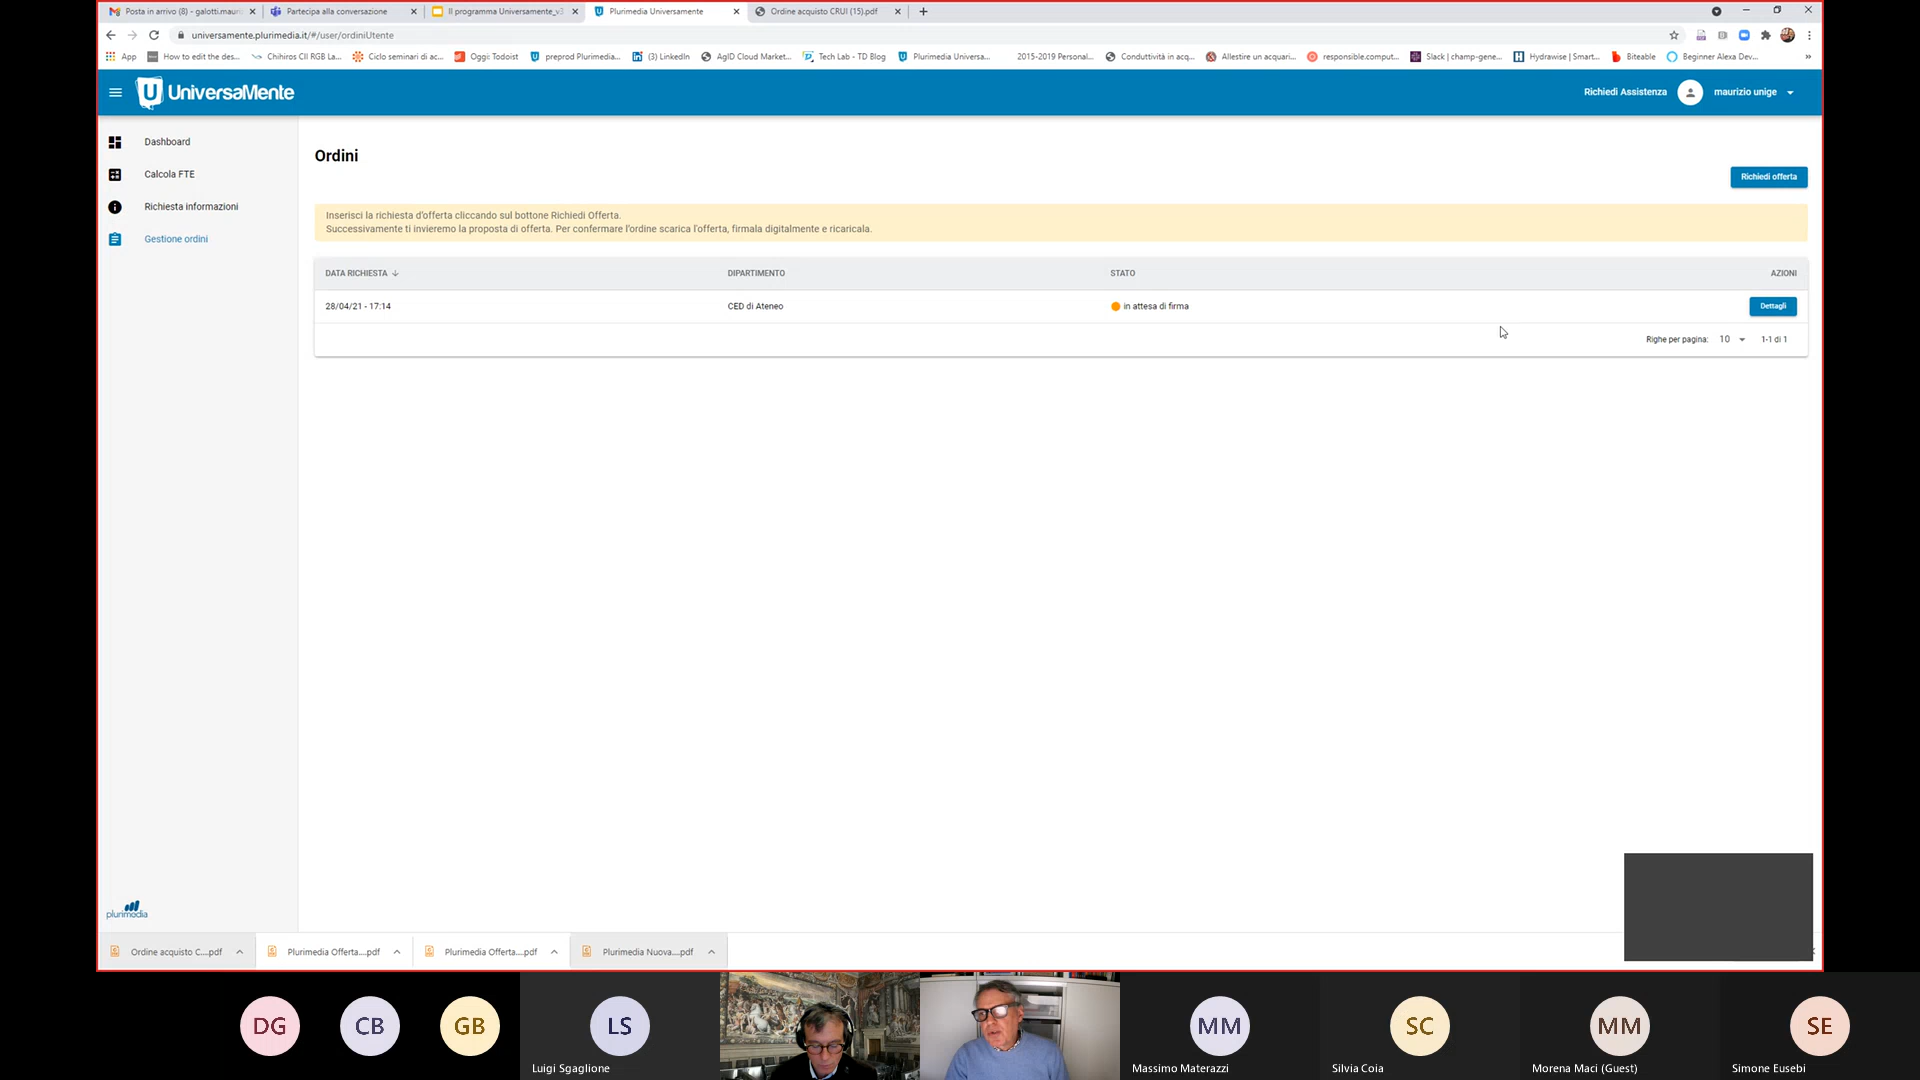 Posta in arrivo (8) - galotti.mauri
Partecipa alla conversazione
Il programma Universamente_v3
Plurimedia Universamente
Ordine acquisto CRUI (15).pdf
universamente.plurimedia.it/#/user/ordiniUtente
App
How to edit the des...
Chihiros CII RGB La...
Ciclo seminari di ac...
Oggi: Todoist
preprod Plurimedia...
(3) LinkedIn
AgID Cloud Market...
Tech Lab - TD Blog
Plurimedia Universa...
2015-2019 Personal...
Conduttività in acq...
Allestire un acquari...
responsible.comput...
Slack | champ-gene...
Hydrawise | Smart...
Biteable
Beginner Alexa Dev...
UniversaMente
Richiedi Assistenza
maurizio unige
Dashboard
Calcola FTE
Richiesta informazioni
Gestione ordini
Ordini
Richiedi offerta
Inserisci la richiesta d'offerta cliccando sul bottone Richiedi Offerta.
Successivamente ti invieremo la proposta di offerta. Per confermare l'ordine scarica l'offerta, firmala digitalmente e ricaricala.
DATA RICHIESTA DIPARTIMENTO STATO AZIONI
28/04/21 - 17:14 CED di Ateneo in attesa di firma Dettagli
Righe per pagina: 10 1-1 di 1
plurimedia
Ordine acquisto C....pdf
Plurimedia Offerta....pdf
Plurimedia Offerta....pdf
Plurimedia Nuova....pdf
DG
CB
GB
LS
Luigi Sgaglione
MM
Massimo Materazzi
SC
Silvia Coia
MM
Morena Maci (Guest)
SE
Simone Eusebi